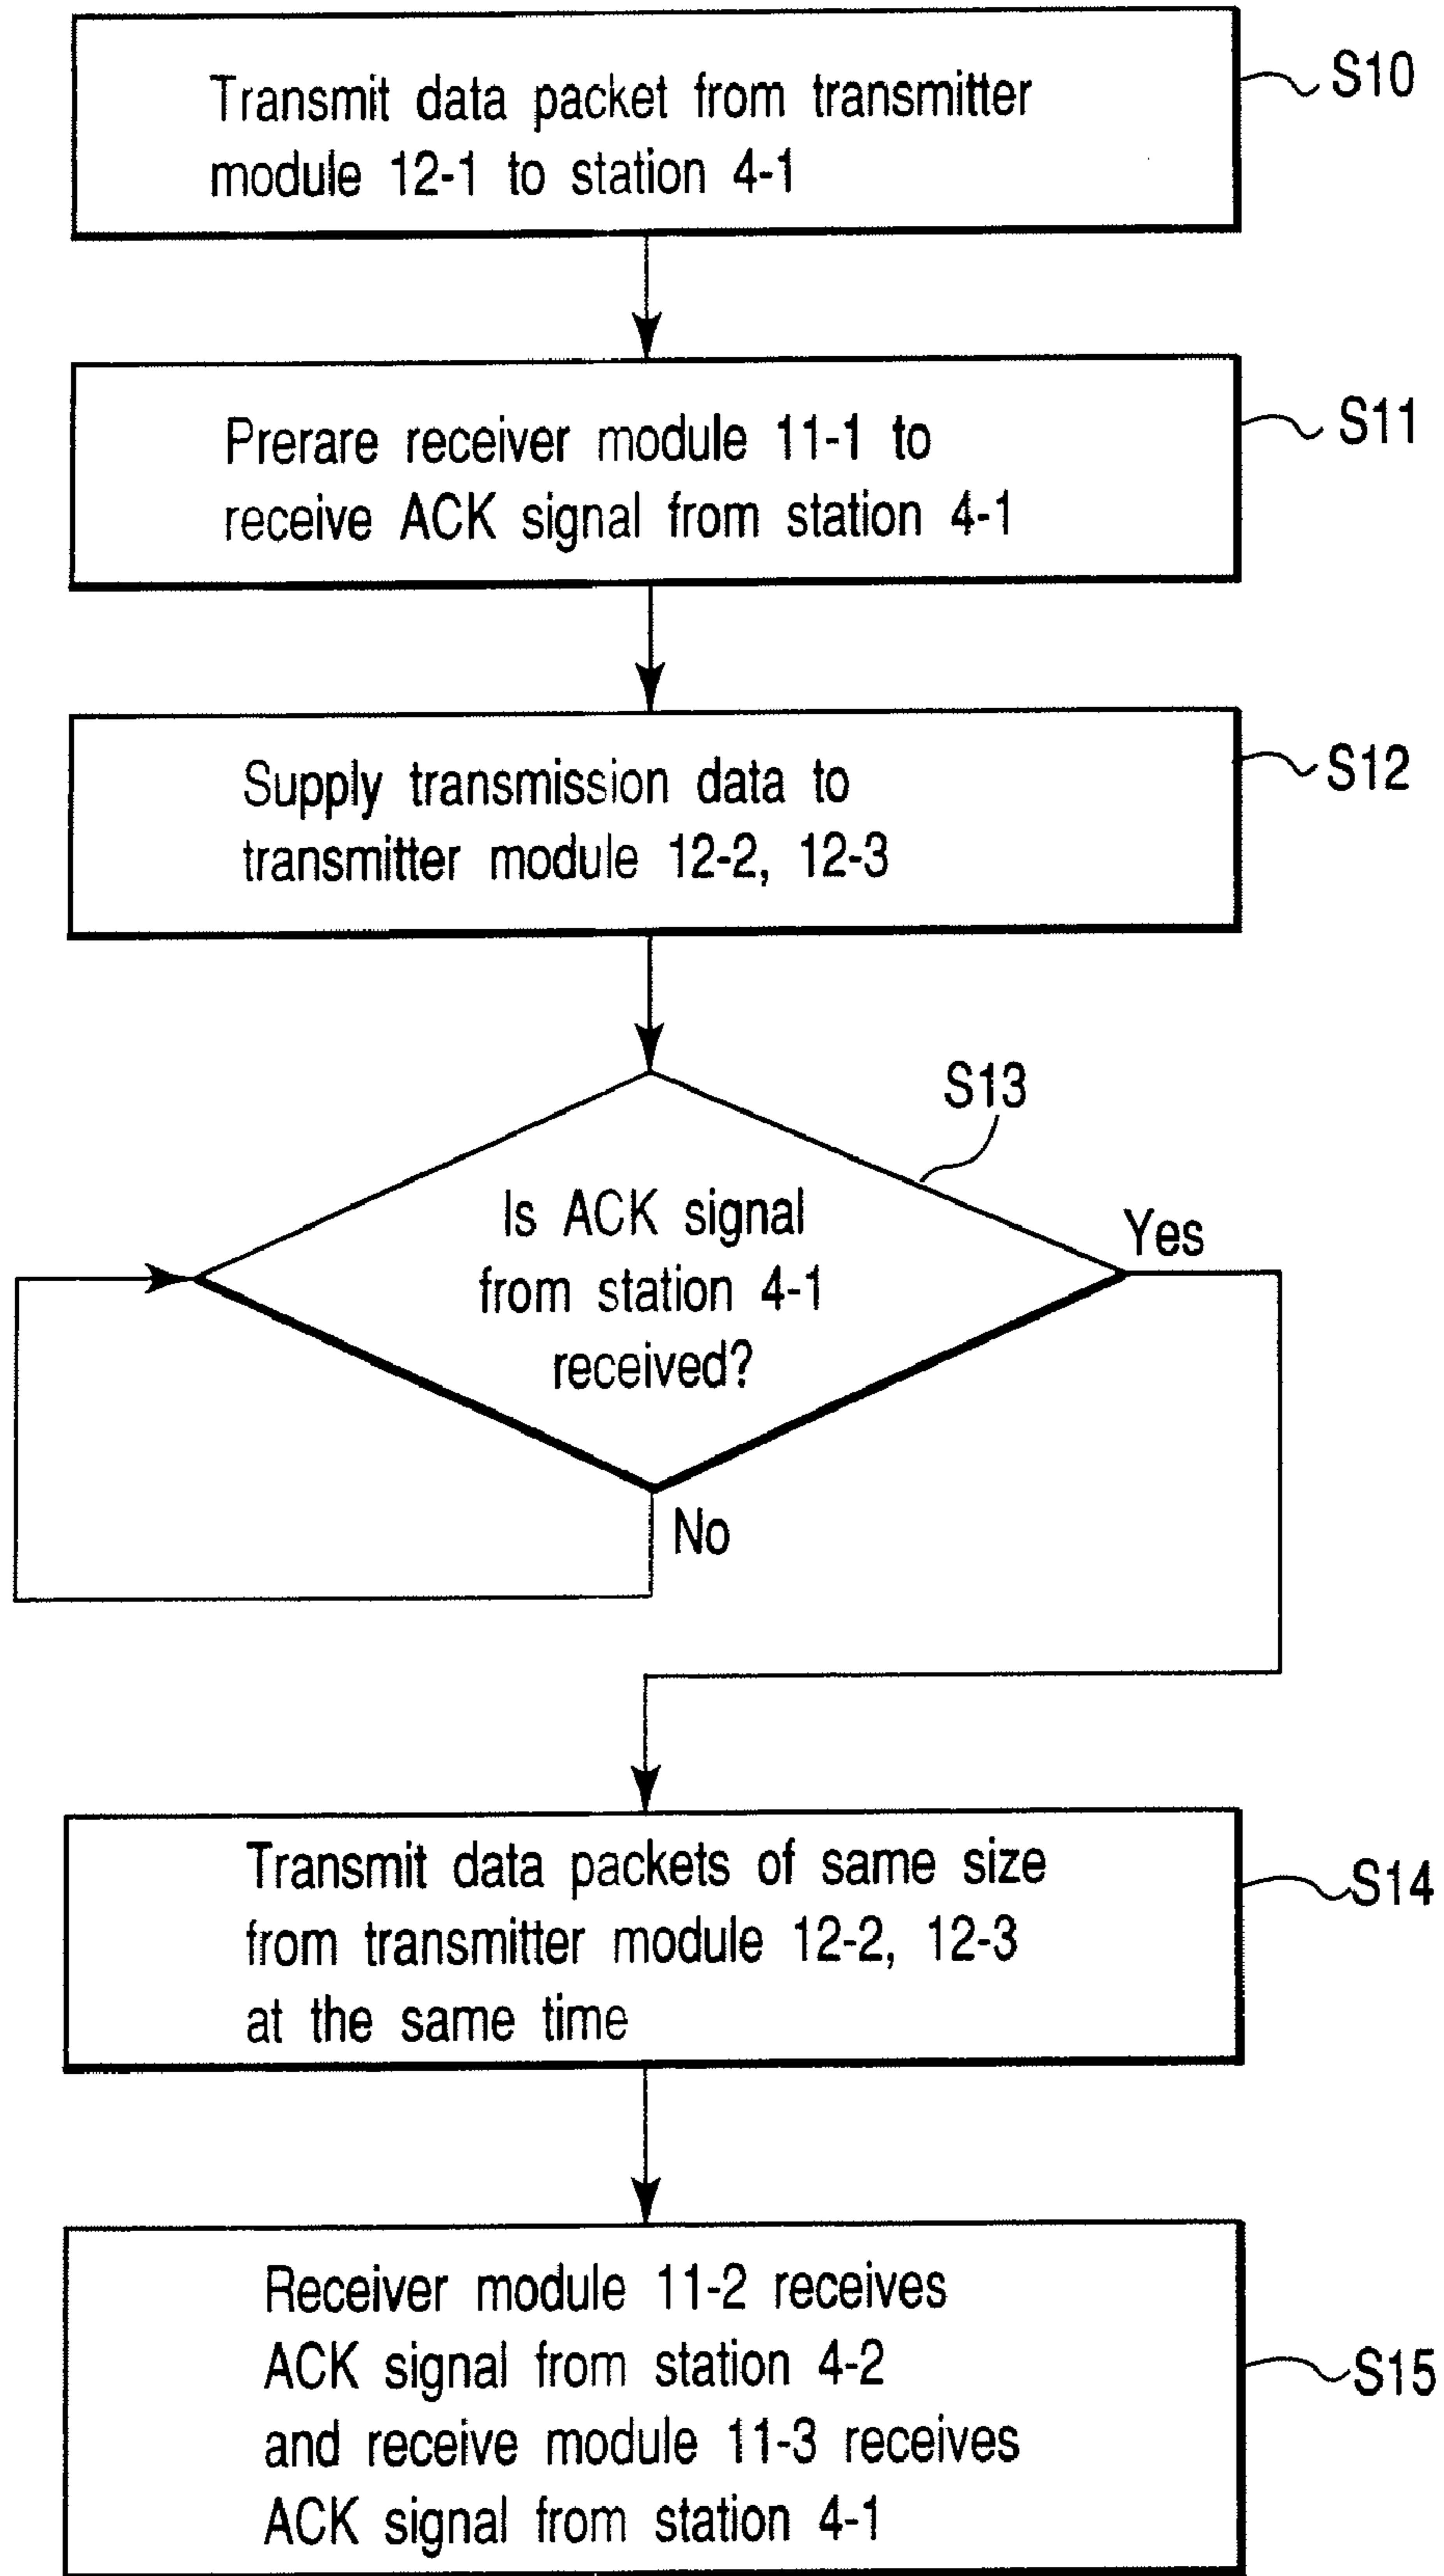 Transmit data packet from transmitter
module 12-1 to station 4-1
S10
Prerare receiver module 11-1 to
receive ACK signal from station 4-1
S11
Supply transmission data to
transmitter module 12-2, 12-3
S12
S13
Is ACK signal
from station 4-1
received?
Yes
No
Transmit data packets of same size
from transmitter module 12-2, 12-3
at the same time
S14
Receiver module 11-2 receives
ACK signal from station 4-2
and receive module 11-3 receives
ACK signal from station 4-1
S15